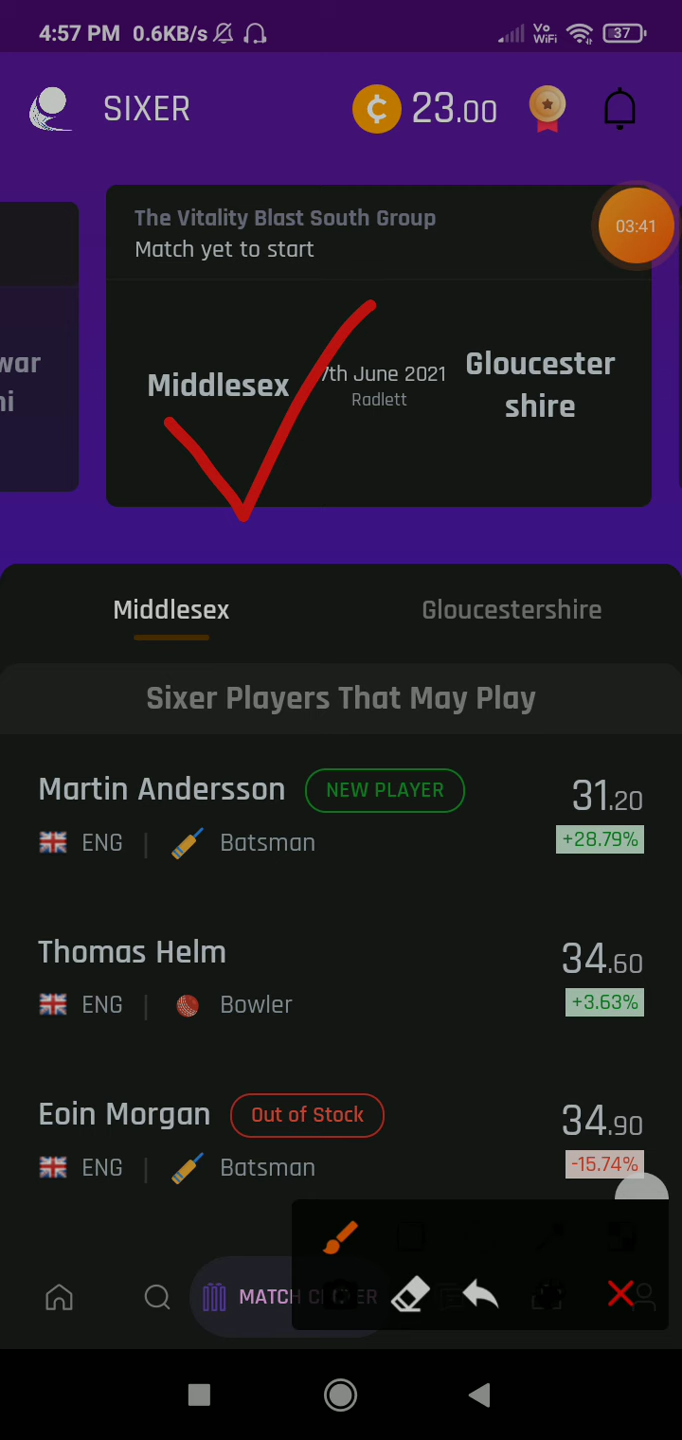 4:57 PM 0.6KB/s Vo WiFi 37
SIXER ¢ 23.00
The Vitality Blast South Group
Match yet to start
03:41
war
Middlesex 7th June 2021 Gloucester
shire
Radlett
Middlesex Gloucestershire
Sixer Players That May Play
Martin Andersson NEW PLAYER 31.20
ENG | Batsman +28.79%
Thomas Helm 34.60
ENG | Bowler +3.63%
Eoin Morgan Out of Stock 34.90
ENG | Batsman -15.74%
MATCH